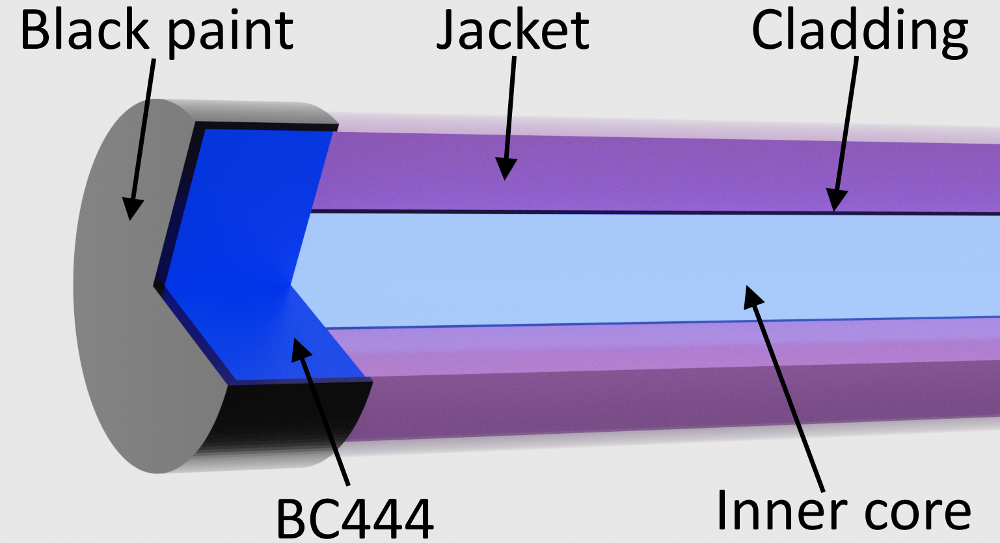 Black paint
Jacket
Cladding
BC444
Inner core